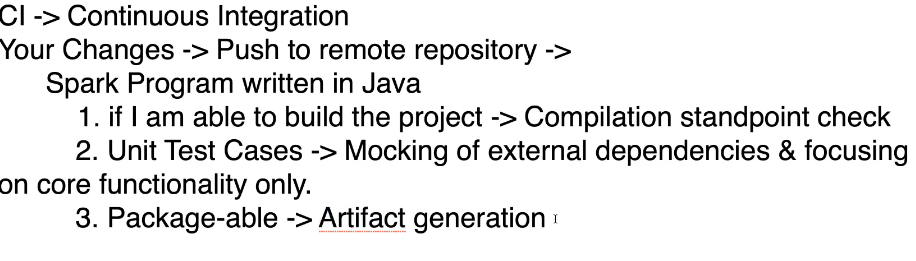 CI -> Continuous Integration
Your Changes -> Push to remote repository ->
Spark Program written in Java
1. if I am able to build the project -> Compilation standpoint check
2. Unit Test Cases -> Mocking of external dependencies & focusing
on core functionality only.
3. Package-able -> Artifact generation